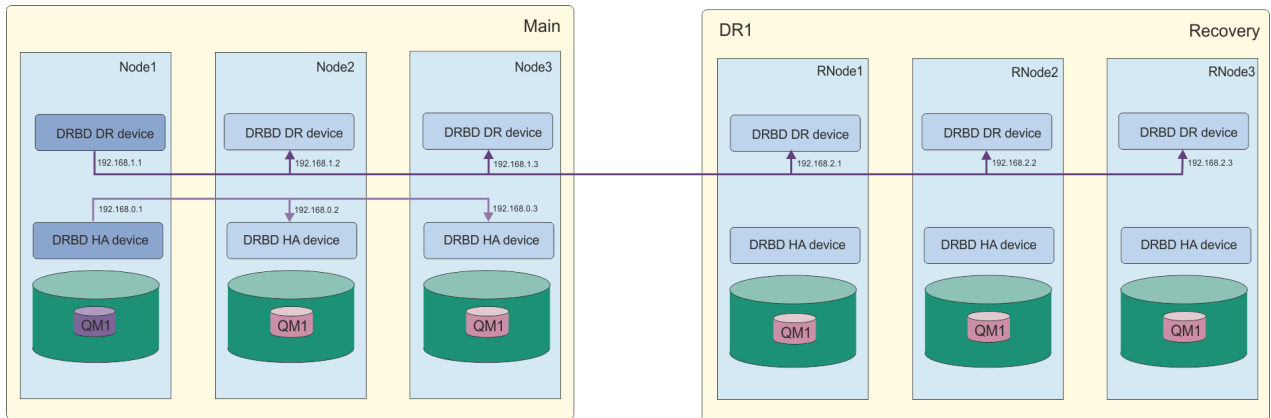 Main
Node1
Node2
Node3
DRBD DR device
DRBD DR device
DRBD DR device
192.168.1.1
192.168.1.2
192.168.1.3
192.168.0.1
192.168.0.2
192.168.0.3
DRBD HA device
DRBD HA device
DRBD HA device
QM1
QM1
QM1
DR1
Recovery
RNode1
RNode2
RNode3
DRBD DR device
DRBD DR device
DRBD DR device
192.168.2.1
192.168.2.2
192.168.2.3
DRBD HA device
DRBD HA device
DRBD HA device
QM1
QM1
QM1